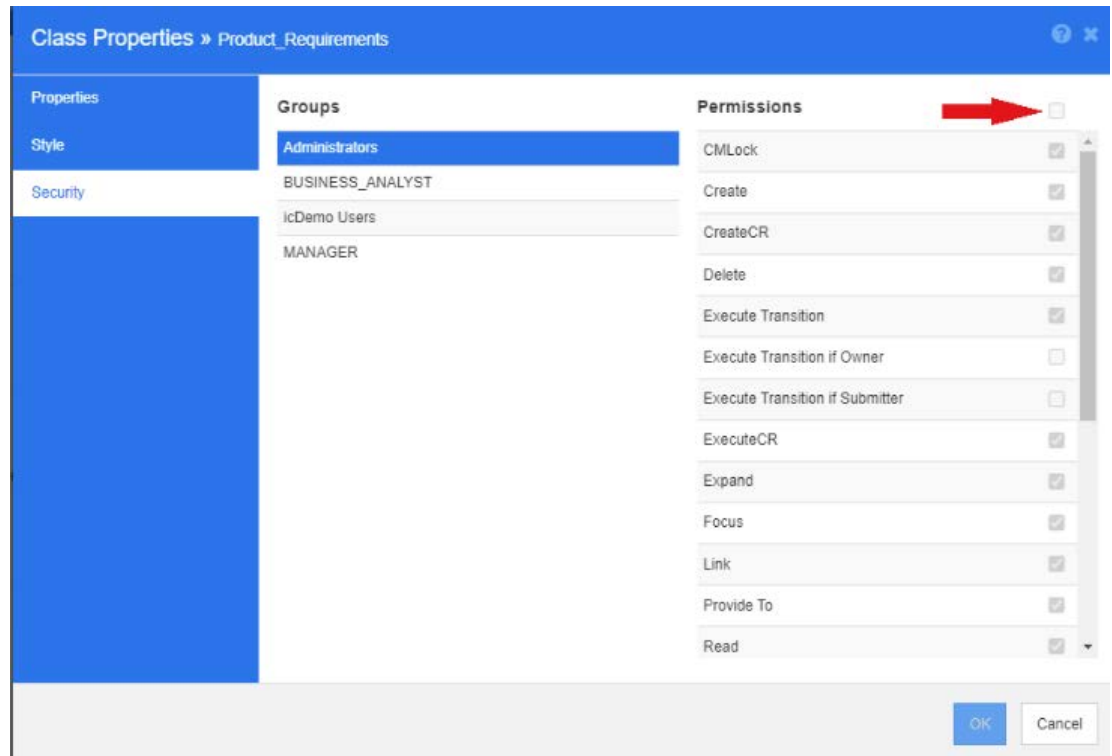 Class Properties » Product_Requirements
Properties
Style
Security
Groups
Administrators
BUSINESS_ANALYST
icDemo Users
MANAGER
Permissions
CMLock
Create
CreateCR
Delete
Execute Transition
Execute Transition if Owner
Execute Transition if Submitter
ExecuteCR
Expand
Focus
Link
Provide To
Read
OK
Cancel